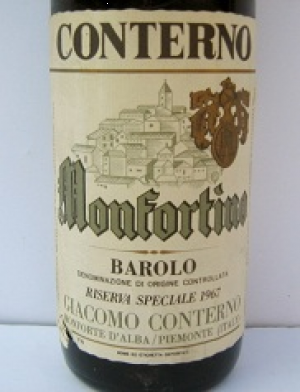 CONTERNO
Monfortino
BAROLO
DENOMINAZIONE DI ORIGINE CONTROLLATA
RISERVA SPECIALE 1967
GIACOMO CONTERNO
MONFORTE D'ALBA/PIEMONTE (ITALY)